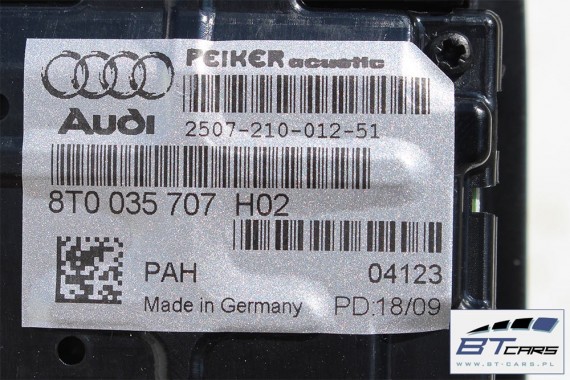 PEIKER acustic
Audi
2507-210-012-51
8T0 035 707 H02
PAH 04123
Made in Germany PD:18/09
BT CARS
WWW.BTCARS.PL